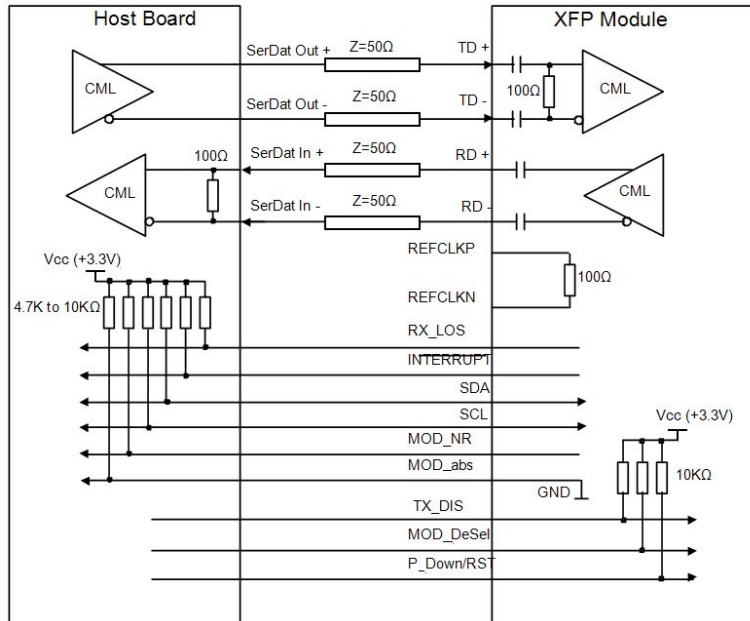 Host Board
XFP Module
SerDat Out +
Z=50Ω
TD +
CML
CML
SerDat Out -
Z=50Ω
TD -
100Ω
100Ω
SerDat In +
Z=50Ω
RD +
CML
CML
SerDat In -
Z=50Ω
RD -
REFCLKP
Vcc (+3.3V)
100Ω
4.7K to 10KΩ
REFCLKN
RX_LOS
INTERRUPT
SDA
SCL
Vcc (+3.3V)
MOD_NR
MOD_abs
10KΩ
GND
TX_DIS
MOD_DeSel
P_Down/RST